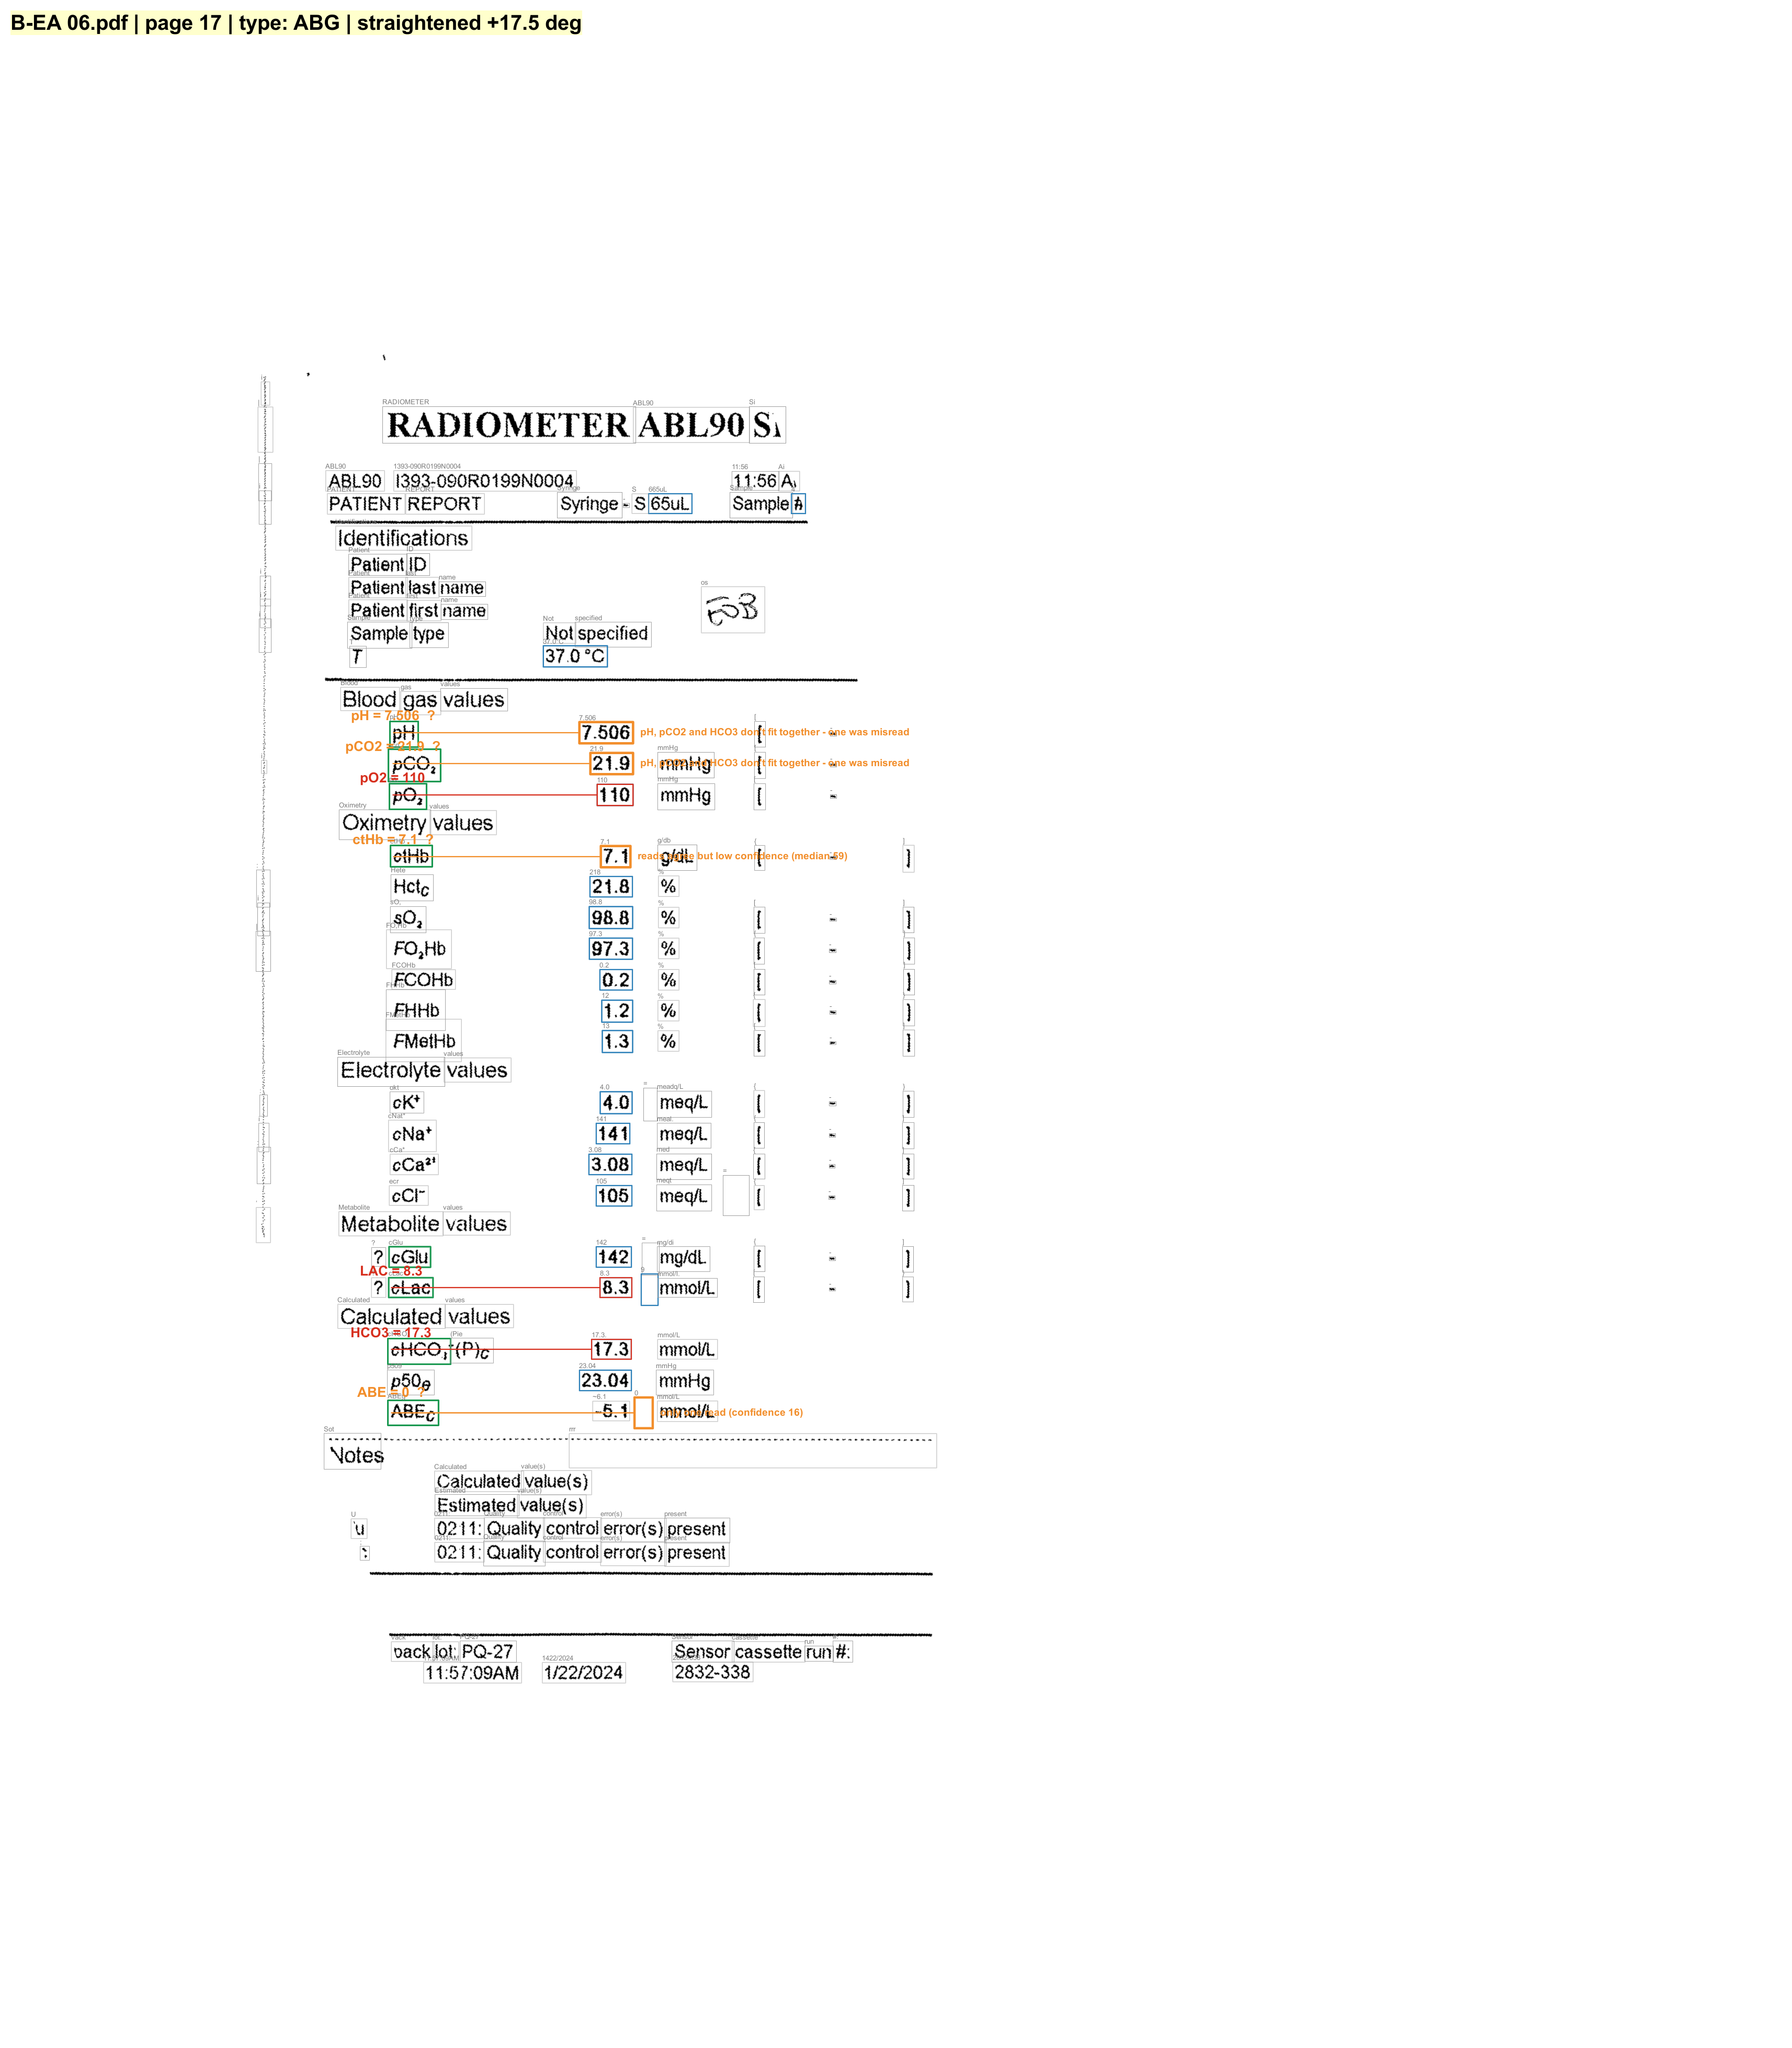 B-EA 06.pdf | page 17 | type: ABG | straightened +17.5 deg
RADIOMETER ABL90
ABL90 I393-090R0199N0004 11:56
PATIENT REPORT Syringe - S 65uL Sample #
Identifications
Patient ID
Patient last name
Patient first name
Sample type Not specified
T 37.0 °C
Blood gas values
pH = 7.506 ?
pH 7.506 pH, pCO2 and HCO3 don't fit together - one was misread [ -
pCO2 = 21.9 ?
pCO₂ 21.9 mmHg pH, pCO2 and HCO3 don't fit together - one was misread [ -
pO2 = 110
pO₂ 110 mmHg [ -
Oximetry values
ctHb = 7.1 ?
ctHb 7.1 g/dL reads agree but low confidence (median 59) [ - ]
Hctc 21.8 %
sO₂ 98.8 % [ - ]
FO₂Hb 97.3 % [ - ]
FCOHb 0.2 % [ - ]
FHHb 1.2 % [ - ]
FMetHb 1.3 % [ - ]
Electrolyte values
cK⁺ 4.0 meq/L [ - ]
cNa⁺ 141 meq/L [ - ]
cCa²⁺ 3.08 meq/L [ - ]
cCl⁻ 105 meq/L [ - ]
Metabolite values
? cGlu 142 mg/dL [ - ]
LAC = 8.3
? cLac 8.3 mmol/L [ - ]
Calculated values
HCO3 = 17.3
cHCO₃⁻(P)c 17.3 mmol/L
p50 23.04 mmHg
ABE = 0 ?
ABEc -5.1 mmol/L read (confidence 16)
Notes
Calculated value(s)
Estimated value(s)
0211: Quality control error(s) present
0211: Quality control error(s) present
pack lot: PQ-27 Sensor cassette run #:
11:57:09AM 1/22/2024 2832-338